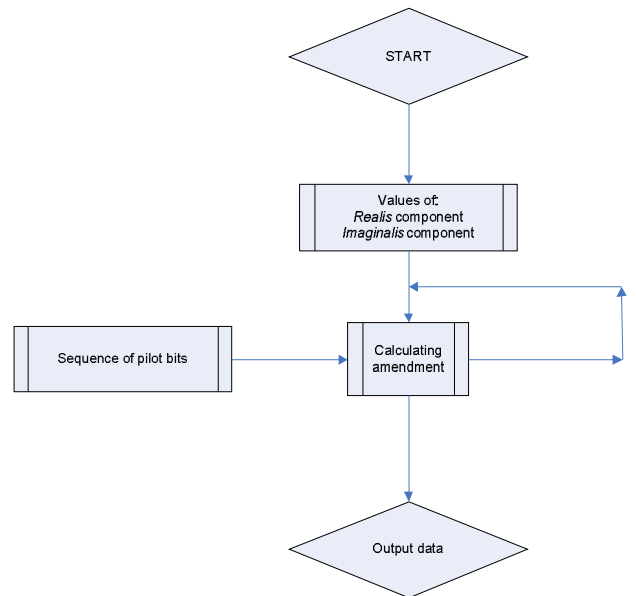 START
Values of:
Realis component
Imaginalis component
Sequence of pilot bits
Calculating
amendment
Output data